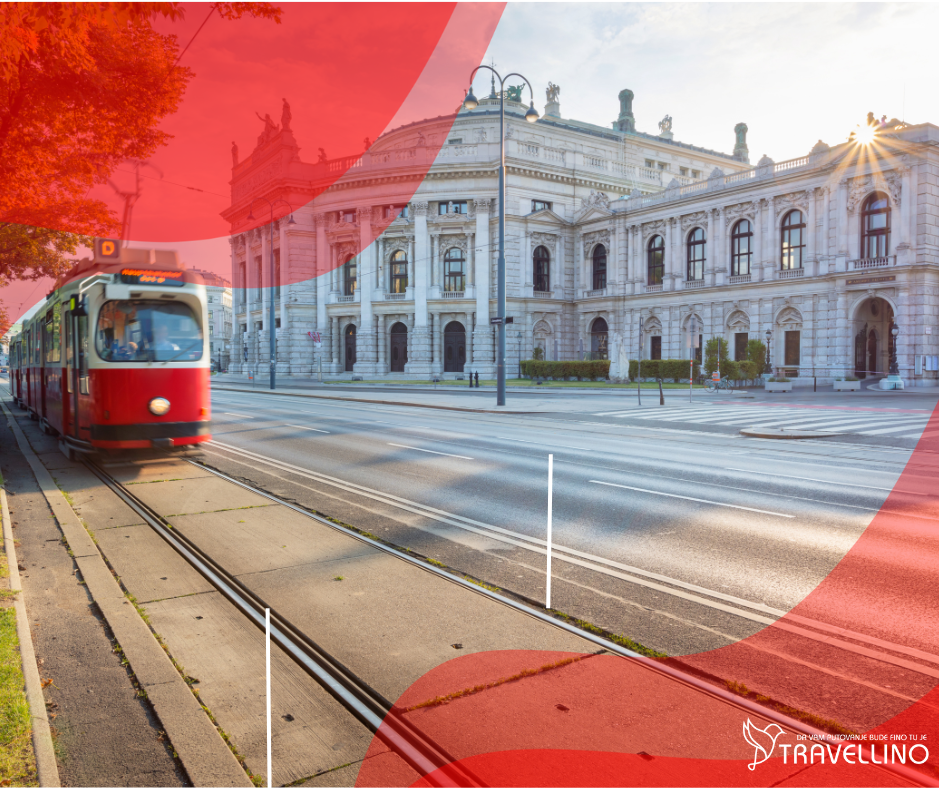 D
DA VAM PUTOVANJE BUDE FINO TU JE
TRAVELLINO